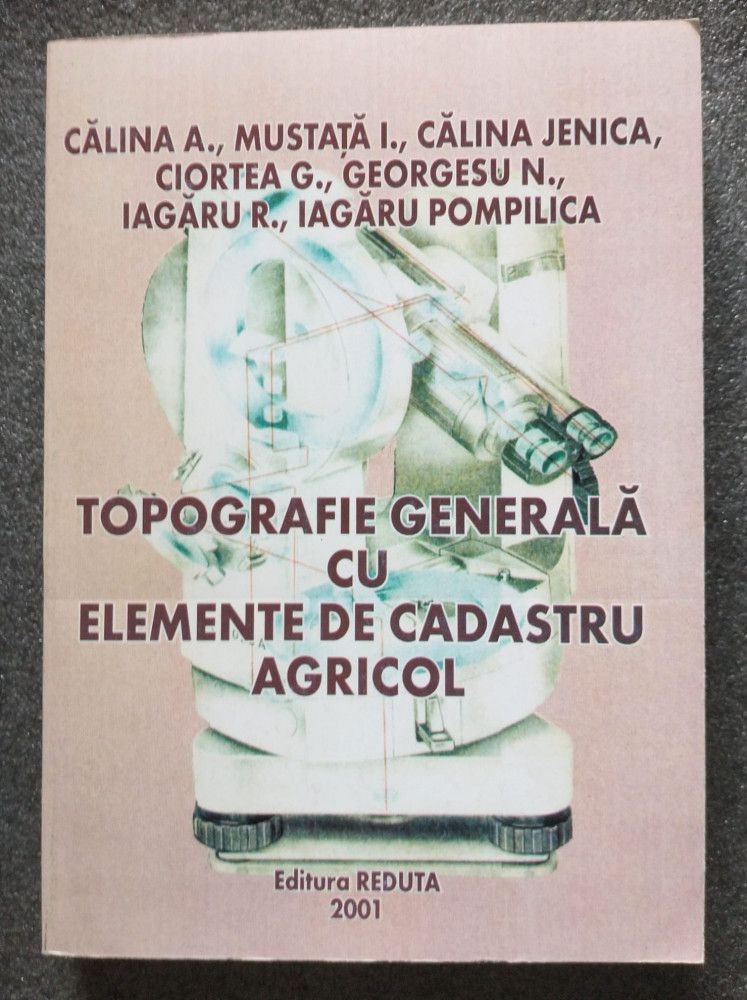 CĂLINA A., MUSTAȚĂ I., CĂLINA JENICA,
CIORTEA G., GEORGESU N.,
IAGĂRU R., IAGĂRU POMPILICA
TOPOGRAFIE GENERALĂ
CU
ELEMENTE DE CADASTRU
AGRICOL
Editura REDUTA
2001